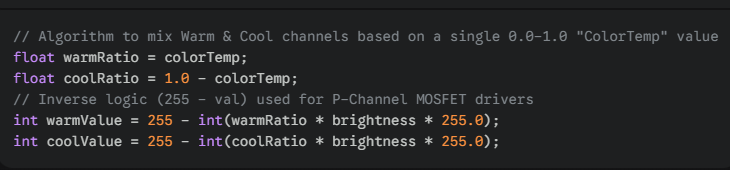 // Algorithm to mix Warm & Cool channels based on a single 0.0–1.0 "ColorTemp" value
float warmRatio = colorTemp;
float coolRatio = 1.0 - colorTemp;
// Inverse logic (255 - val) used for P-Channel MOSFET drivers
int warmValue = 255 - int(warmRatio * brightness * 255.0);
int coolValue = 255 - int(coolRatio * brightness * 255.0);